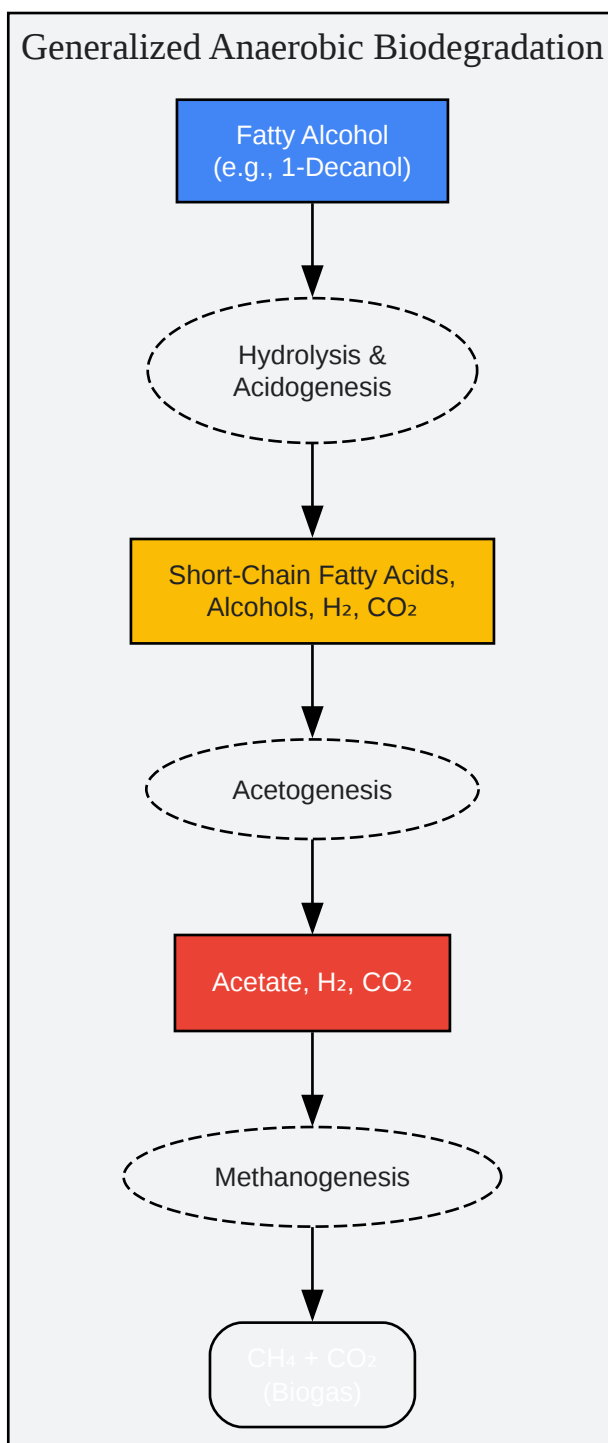 Generalized Anaerobic Biodegradation
Fatty Alcohol
(e.g., 1-Decanol)
Hydrolysis &
Acidogenesis
Short-Chain Fatty Acids,
Alcohols, H₂, CO₂
Acetogenesis
Acetate, H₂, CO₂
Methanogenesis
CH₄ + CO₂
(Biogas)